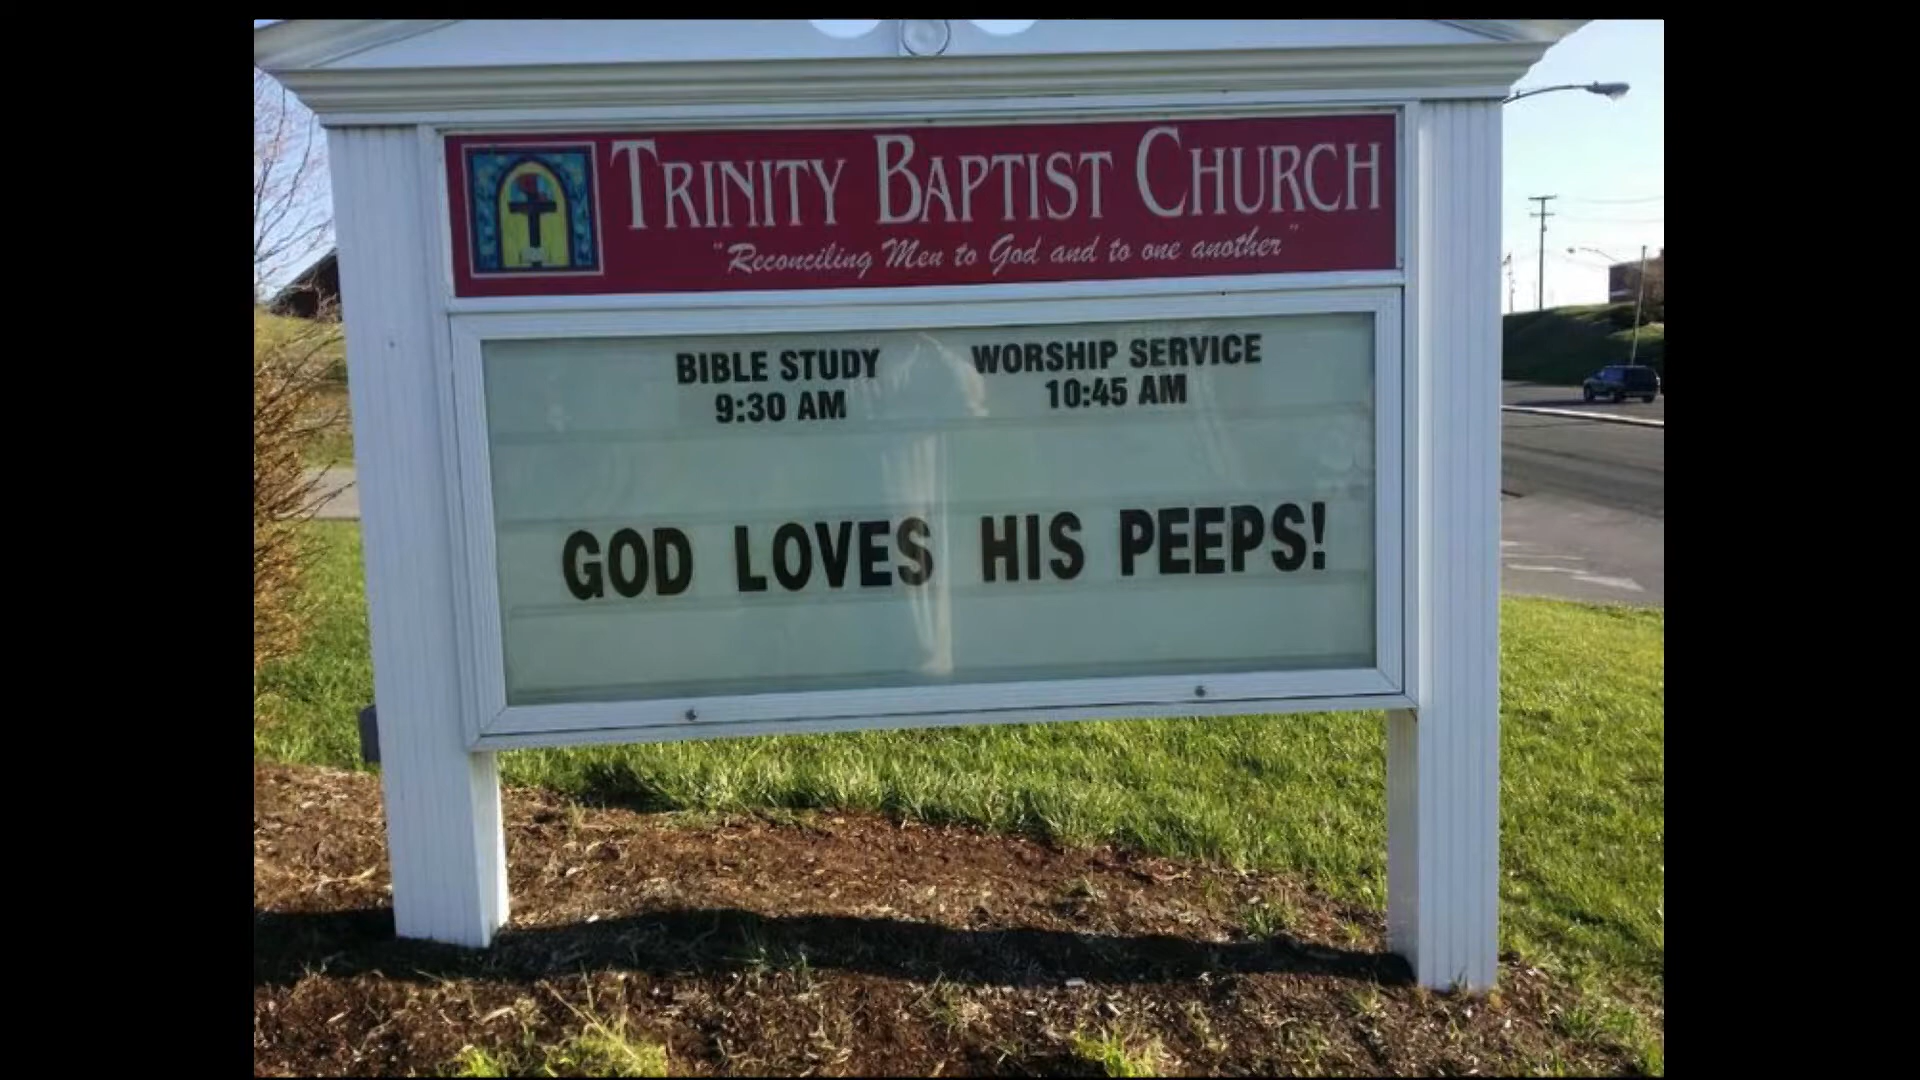 TRINITY BAPTIST CHURCH
"Reconciling Men to God and to one another"
BIBLE STUDY WORSHIP SERVICE
9:30 AM 10:45 AM
GOD LOVES HIS PEEPS!